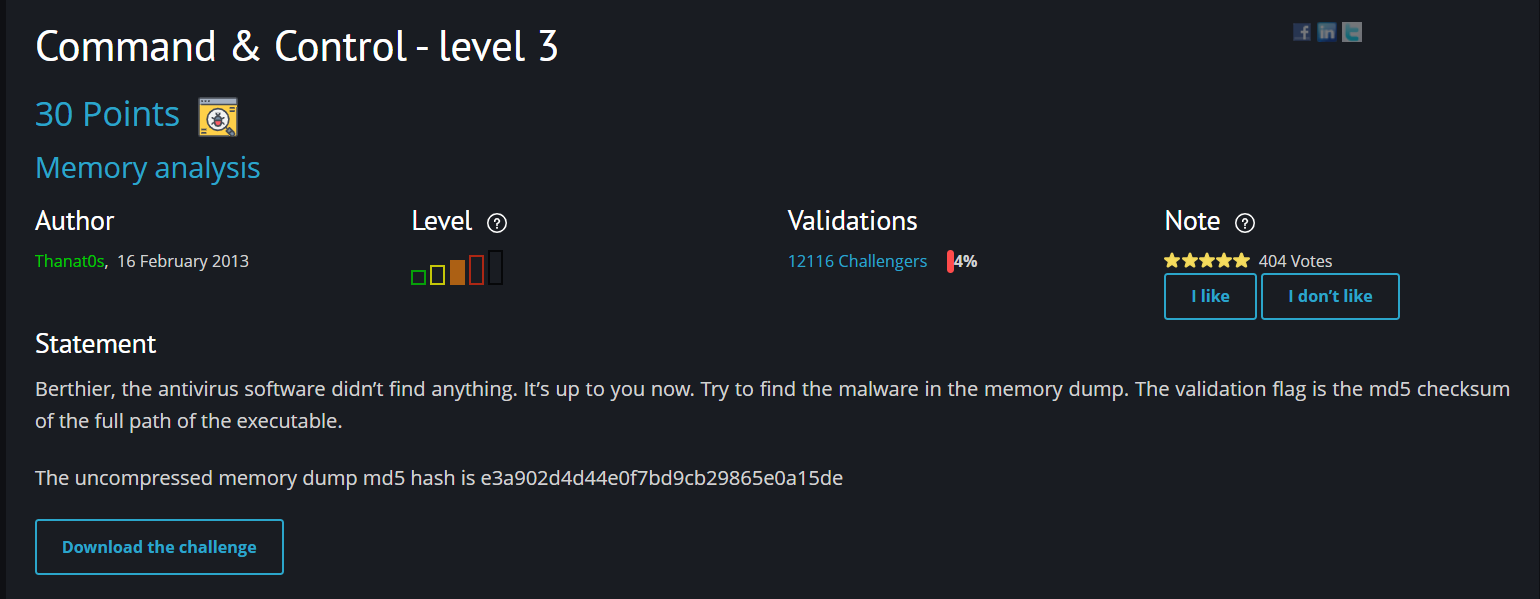 Command & Control - level 3
30 Points
Memory analysis
Author
Thanat0s, 16 February 2013
Level ?
Validations
12116 Challengers 4%
Note ?
404 Votes
I like I don’t like
Statement
Berthier, the antivirus software didn’t find anything. It’s up to you now. Try to find the malware in the memory dump. The validation flag is the md5 checksum
of the full path of the executable.
The uncompressed memory dump md5 hash is e3a902d4d44e0f7bd9cb29865e0a15de
Download the challenge